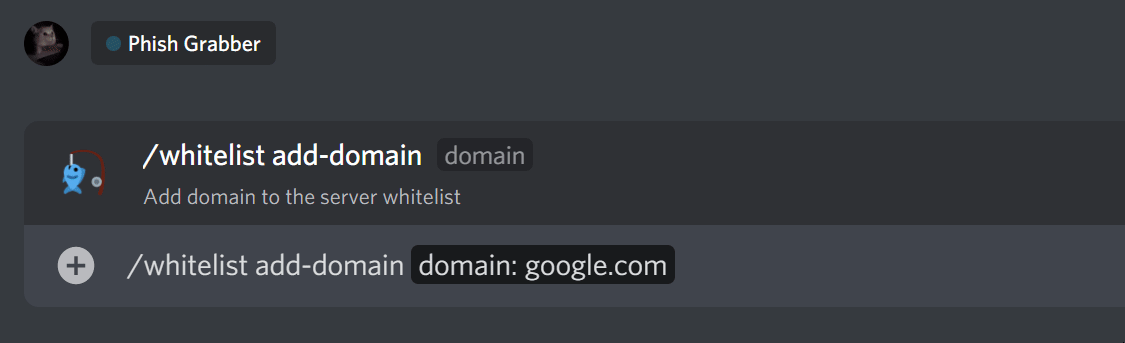 Phish Grabber
/whitelist add-domain domain
Add domain to the server whitelist
/whitelist add-domain domain: google.com